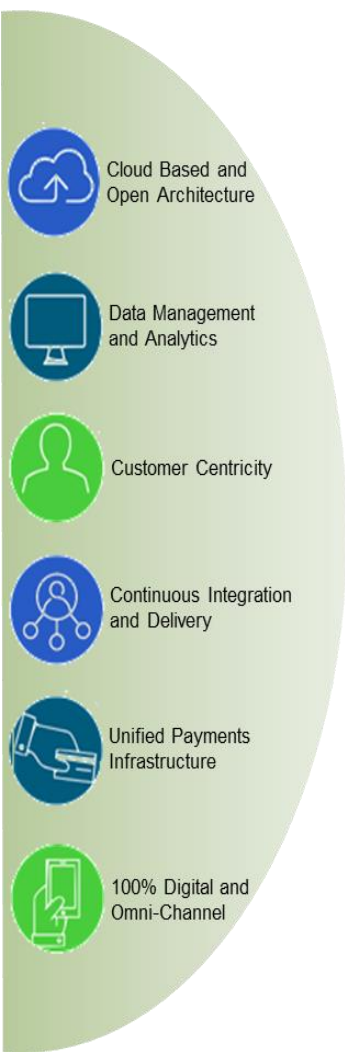 Cloud Based and
Open Architecture
Data Management
and Analytics
Customer Centricity
Continuous Integration
and Delivery
Unified Payments
Infrastructure
100% Digital and
Omni-Channel